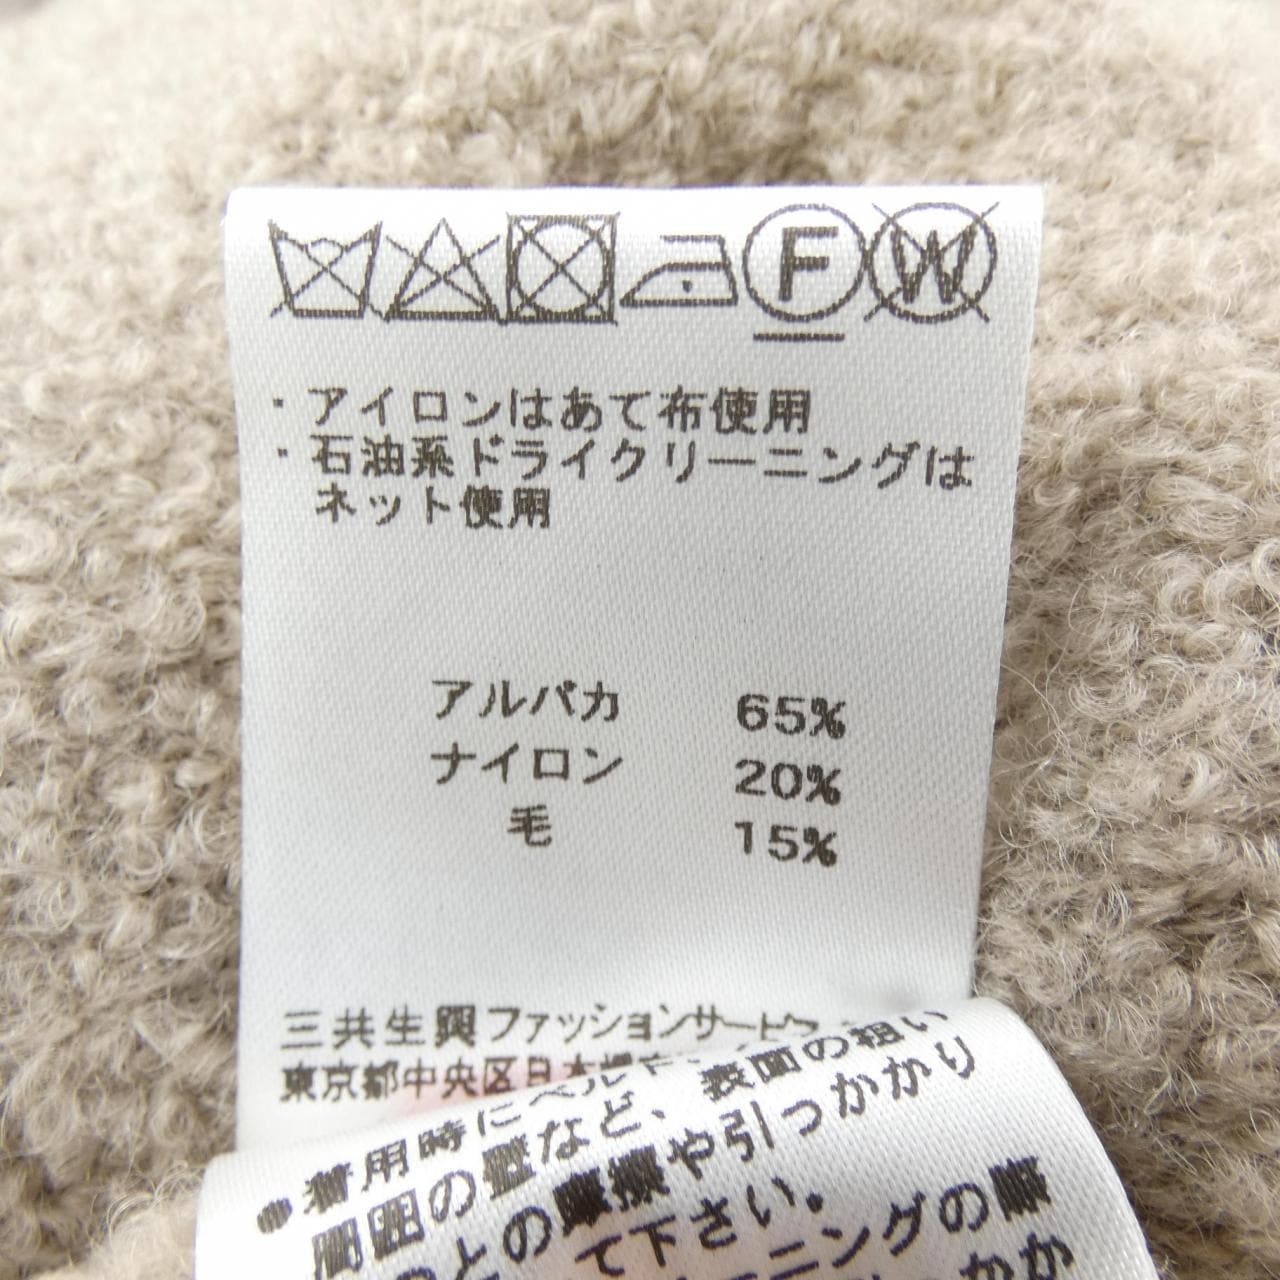 F W
・アイロンはあて布使用
・石油系ドライクリーニングは
ネット使用
アルパカ 65%
ナイロン 20%
毛 15%
三共生興ファッションサービス
東京都中央区日本橋
●着用時にベルト
周囲の壁など、表面の粗い
との摩擦や引っかかり
て下さい。
ニングの際